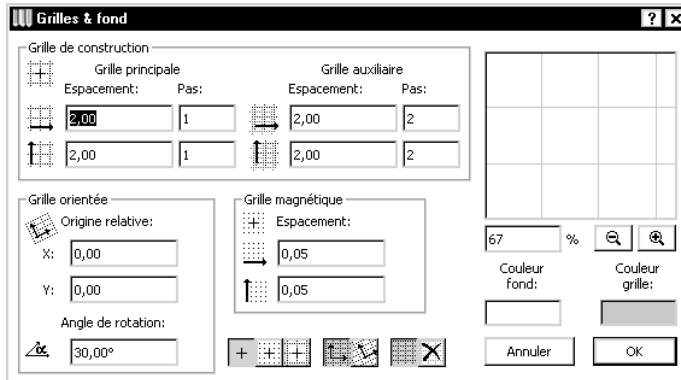 Grilles & fond
Grille de construction
Grille principale Grille auxiliaire
Espacement: Pas: Espacement: Pas:
2,00 1 2,00 2
2,00 1 2,00 2
Grille orientée
Origine relative:
X: 0,00
Y: 0,00
Angle de rotation:
α 30,00°
Grille magnétique
Espacement:
0,05
0,05
67 %
Couleur fond:
Couleur grille:
Annuler OK